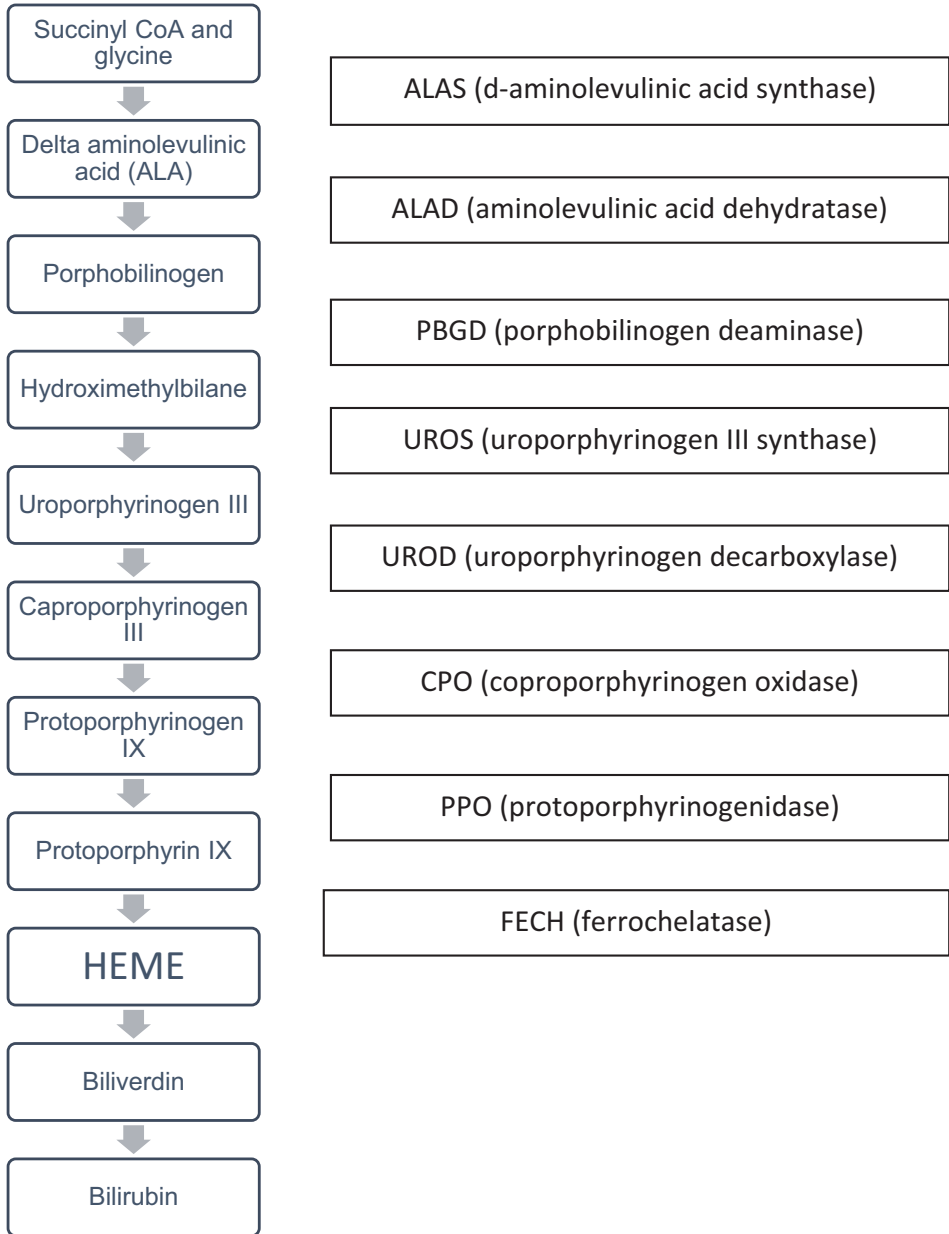 Succinyl CoA and
glycine
ALAS (d-aminolevulinic acid synthase)
Delta aminolevulinic
acid (ALA)
ALAD (aminolevulinic acid dehydratase)
Porphobilinogen
PBGD (porphobilinogen deaminase)
Hydroximethylbilane
UROS (uroporphyrinogen III synthase)
Uroporphyrinogen III
UROD (uroporphyrinogen decarboxylase)
Caproporphyrinogen
III
CPO (coproporphyrinogen oxidase)
Protoporphyrinogen
IX
PPO (protoporphyrinogenidase)
Protoporphyrin IX
FECH (ferrochelatase)
HEME
Biliverdin
Bilirubin